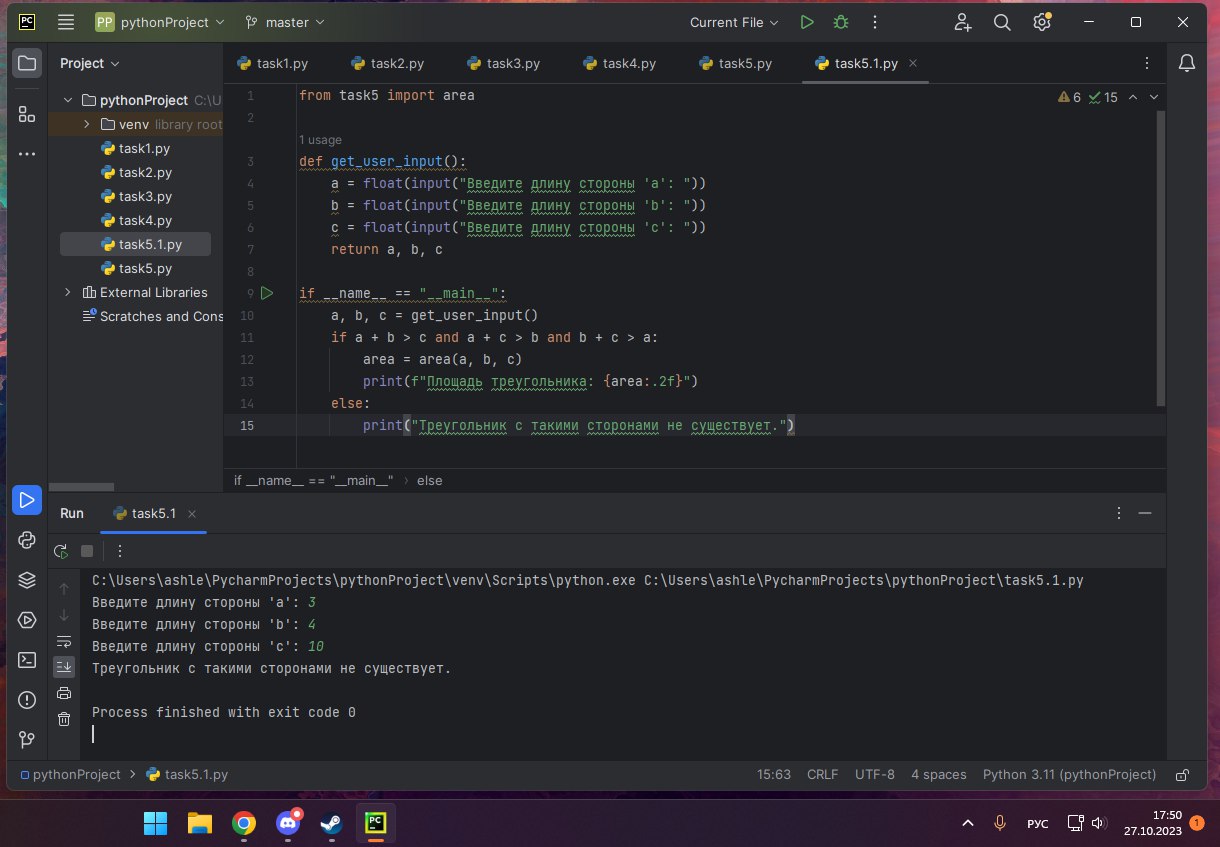 PC
PP pythonProject master Current File
Project
task1.py task2.py task3.py task4.py task5.py task5.1.py
pythonProject C:\U
venv library root
task1.py
task2.py
task3.py
task4.py
task5.1.py
task5.py
External Libraries
Scratches and Cons
6 15
1 from task5 import area
2
1 usage
3 def get_user_input():
4 a = float(input("Введите длину стороны 'a': "))
5 b = float(input("Введите длину стороны 'b': "))
6 c = float(input("Введите длину стороны 'c': "))
7 return a, b, c
8
9 if __name__ == "__main__":
10 a, b, c = get_user_input()
11 if a + b > c and a + c > b and b + c > a:
12 area = area(a, b, c)
13 print(f"Площадь треугольника: {area:.2f}")
14 else:
15 print("Треугольник с такими сторонами не существует.")
if __name__ == "__main__" › else
Run task5.1
C:\Users\ashle\PycharmProjects\pythonProject\venv\Scripts\python.exe C:\Users\ashle\PycharmProjects\pythonProject\task5.1.py
Введите длину стороны 'a': 3
Введите длину стороны 'b': 4
Введите длину стороны 'c': 10
Треугольник с такими сторонами не существует.
Process finished with exit code 0
pythonProject › task5.1.py 15:63 CRLF UTF-8 4 spaces Python 3.11 (pythonProject)
PC
РУС
17:50
27.10.2023
1